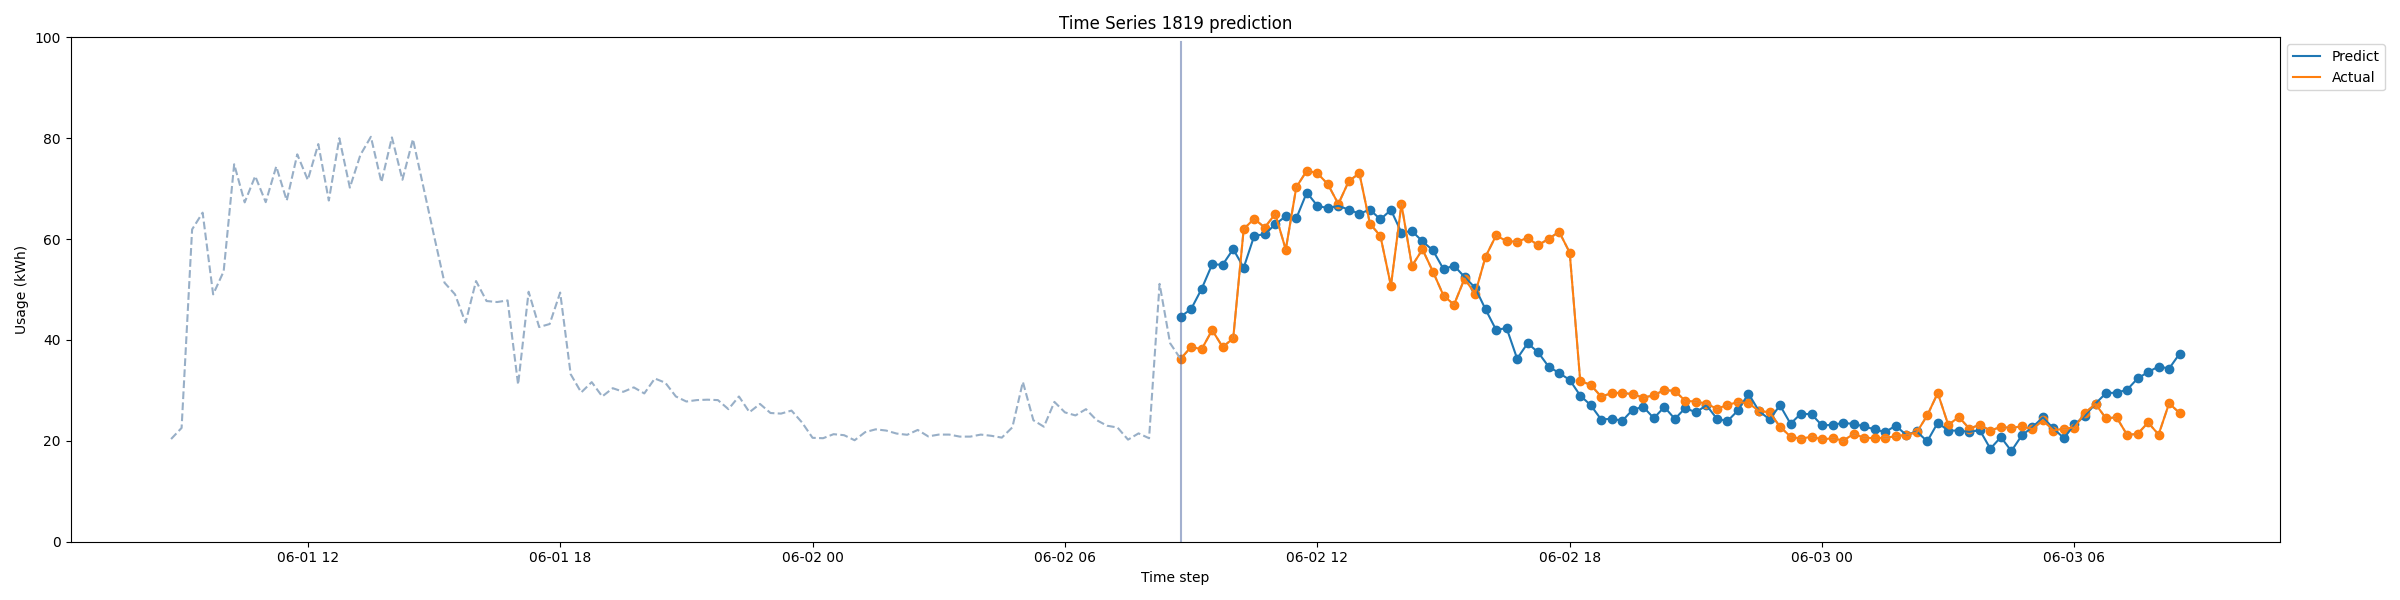 Time Series 1819 prediction
100
80
60
40
20
0
Usage (kWh)
06-01 12
06-01 18
06-02 00
06-02 06
06-02 12
06-02 18
06-03 00
06-03 06
Time step
Predict
Actual